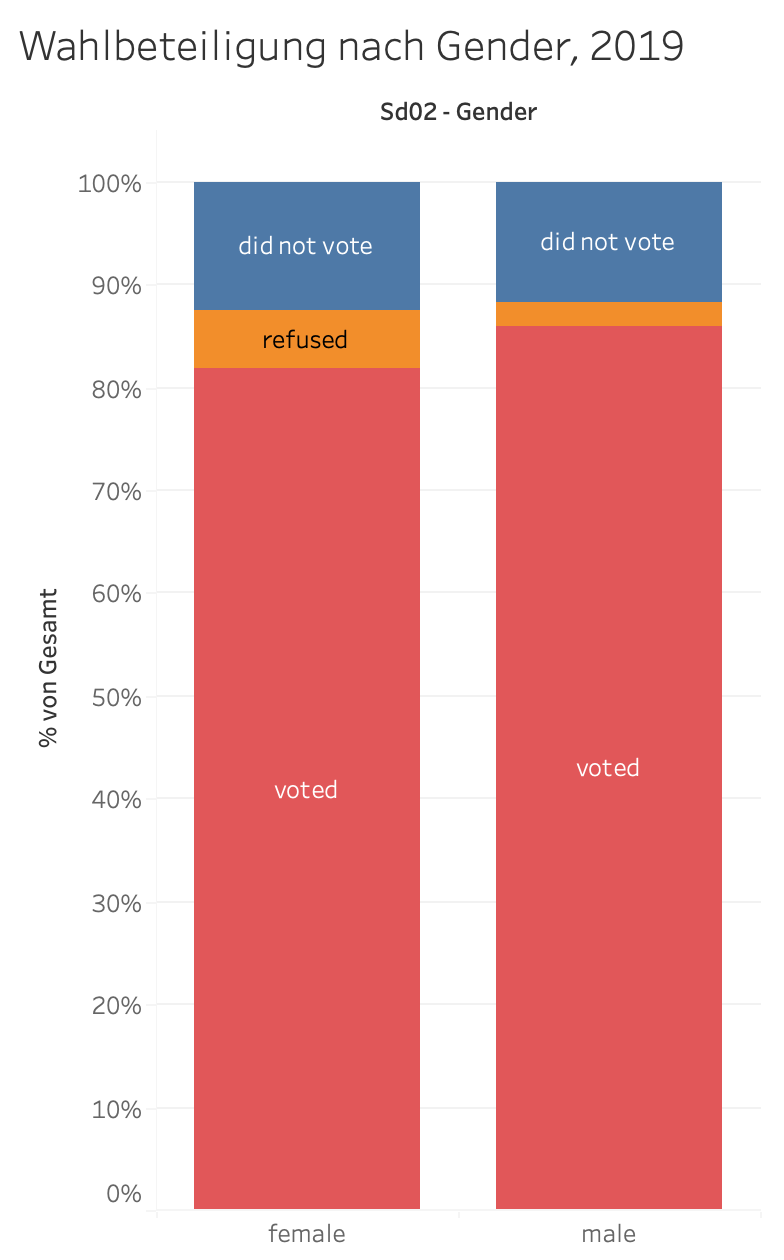 Wahlbeteiligung nach Gender, 2019
Sd02 - Gender
100%
90%
80%
70%
60%
50%
40%
30%
20%
10%
0%
% von Gesamt
did not vote
refused
voted
did not vote
voted
female
male